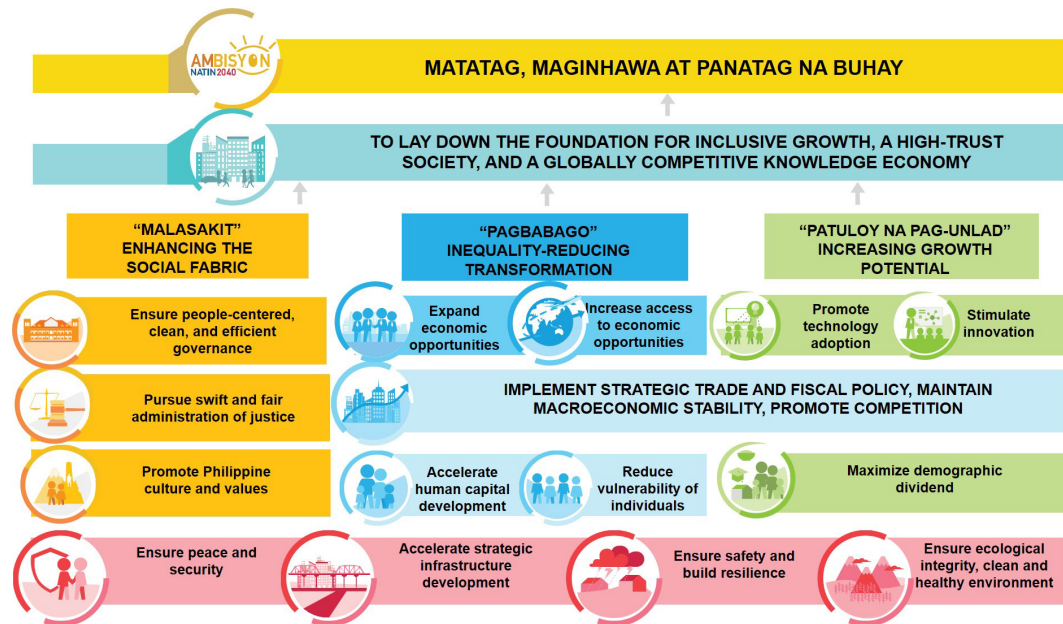 AMBISYON
NATIN 2040
MATATAG, MAGINHAWA AT PANATAG NA BUHAY
TO LAY DOWN THE FOUNDATION FOR INCLUSIVE GROWTH, A HIGH-TRUST
SOCIETY, AND A GLOBALLY COMPETITIVE KNOWLEDGE ECONOMY
“MALASAKIT”
ENHANCING THE
SOCIAL FABRIC
“PAGBABAGO”
INEQUALITY-REDUCING
TRANSFORMATION
“PATULOY NA PAG-UNLAD”
INCREASING GROWTH
POTENTIAL
Ensure people-centered,
clean, and efficient
governance
Expand
economic
opportunities
Increase access
to economic
opportunities
Promote
technology
adoption
Stimulate
innovation
Pursue swift and fair
administration of justice
IMPLEMENT STRATEGIC TRADE AND FISCAL POLICY, MAINTAIN
MACROECONOMIC STABILITY, PROMOTE COMPETITION
Promote Philippine
culture and values
Accelerate
human capital
development
Reduce
vulnerability of
individuals
Maximize demographic
dividend
Ensure peace and
security
Accelerate strategic
infrastructure
development
Ensure safety and
build resilience
Ensure ecological
integrity, clean and
healthy environment